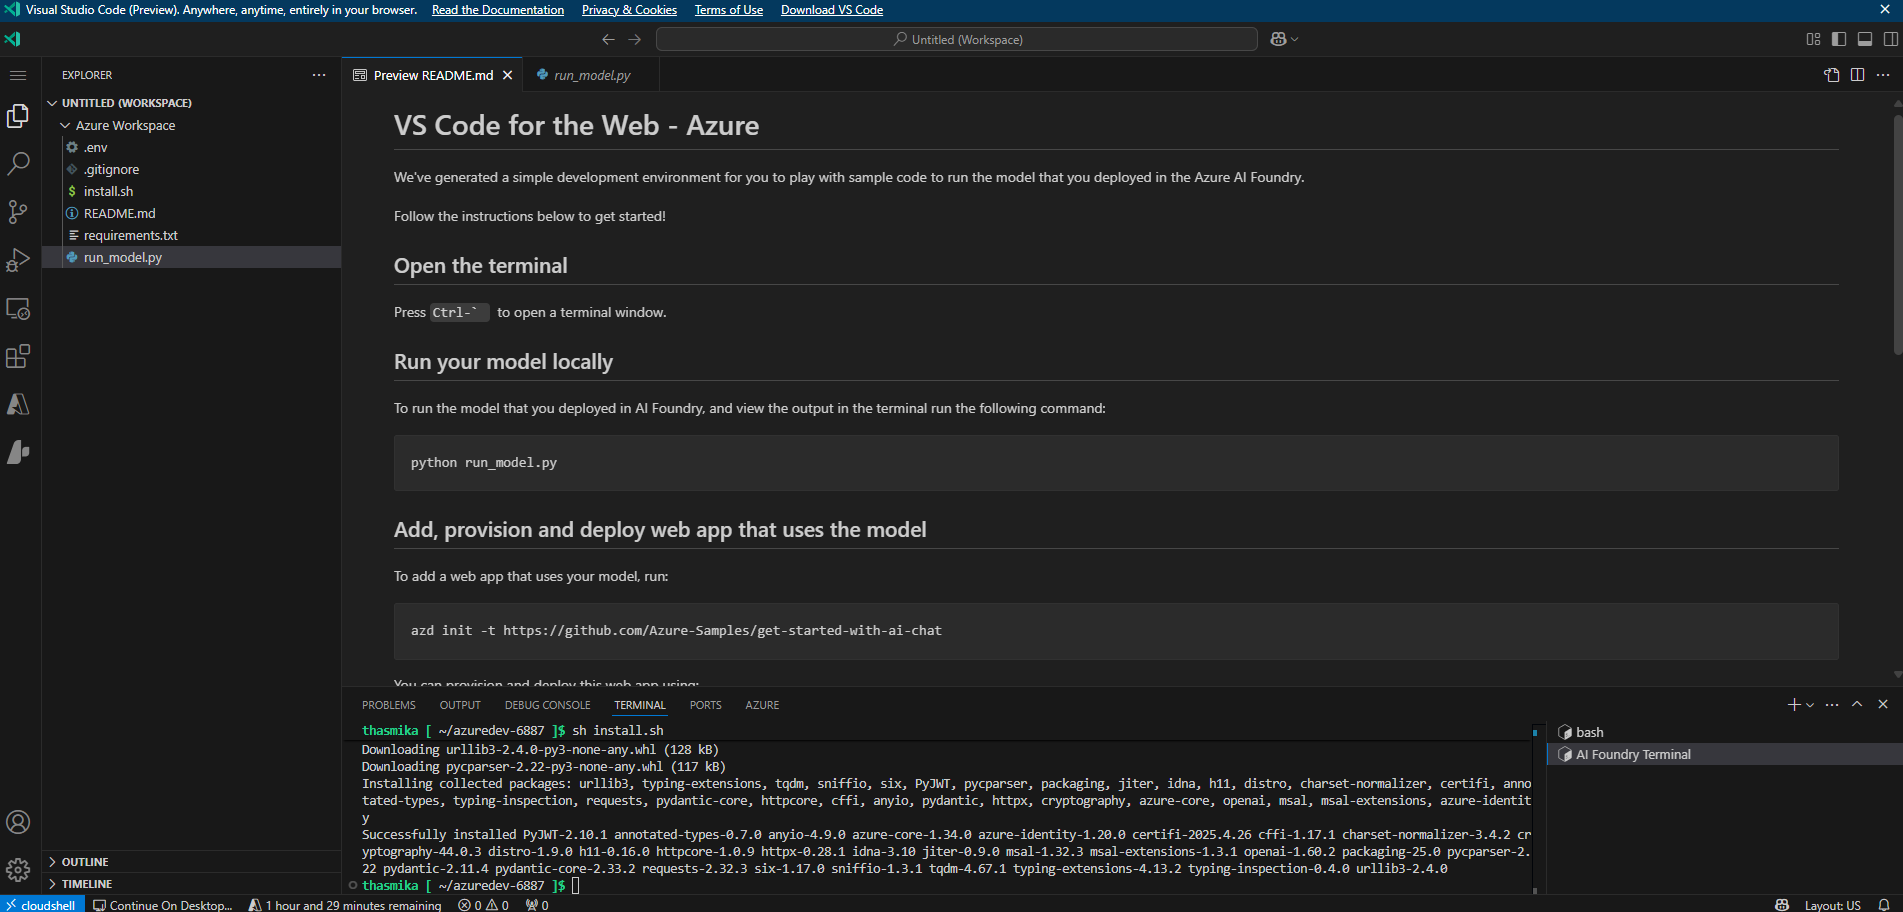 Visual Studio Code (Preview). Anywhere, anytime, entirely in your browser. Read the Documentation Privacy & Cookies Terms of Use Download VS Code
Untitled (Workspace)
EXPLORER
UNTITLED (WORKSPACE)
Azure Workspace
.env
.gitignore
install.sh
README.md
requirements.txt
run_model.py
OUTLINE
TIMELINE
Preview README.md run_model.py
VS Code for the Web - Azure
We've generated a simple development environment for you to play with sample code to run the model that you deployed in the Azure AI Foundry.
Follow the instructions below to get started!
Open the terminal
Press Ctrl-` to open a terminal window.
Run your model locally
To run the model that you deployed in AI Foundry, and view the output in the terminal run the following command:
python run_model.py
Add, provision and deploy web app that uses the model
To add a web app that uses your model, run:
azd init -t https://github.com/Azure-Samples/get-started-with-ai-chat
You can provision and deploy this web app using:
PROBLEMS OUTPUT DEBUG CONSOLE TERMINAL PORTS AZURE
thasmika [ ~/azuredev-6887 ]$ sh install.sh
Downloading urllib3-2.4.0-py3-none-any.whl (128 kB)
Downloading pycparser-2.22-py3-none-any.whl (117 kB)
Installing collected packages: urllib3, typing-extensions, tqdm, sniffio, six, PyJWT, pycparser, packaging, jiter, idna, h11, distro, charset-normalizer, certifi, anno
tated-types, typing-inspection, requests, pydantic-core, httpcore, cffi, anyio, pydantic, httpx, cryptography, azure-core, openai, msal, msal-extensions, azure-identit
y
Successfully installed PyJWT-2.10.1 annotated-types-0.7.0 anyio-4.9.0 azure-core-1.34.0 azure-identity-1.20.0 certifi-2025.4.26 cffi-1.17.1 charset-normalizer-3.4.2 cr
yptography-44.0.3 distro-1.9.0 h11-0.16.0 httpcore-1.0.9 httpx-0.28.1 idna-3.10 jiter-0.9.0 msal-1.32.3 msal-extensions-1.3.1 openai-1.60.2 packaging-25.0 pycparser-2.
22 pydantic-2.11.4 pydantic-core-2.33.2 requests-2.32.3 six-1.17.0 sniffio-1.3.1 tqdm-4.67.1 typing-extensions-4.13.2 typing-inspection-0.4.0 urllib3-2.4.0
thasmika [ ~/azuredev-6887 ]$
bash
AI Foundry Terminal
cloudshell Continue On Desktop... 1 hour and 29 minutes remaining 0 0 0 Layout: US